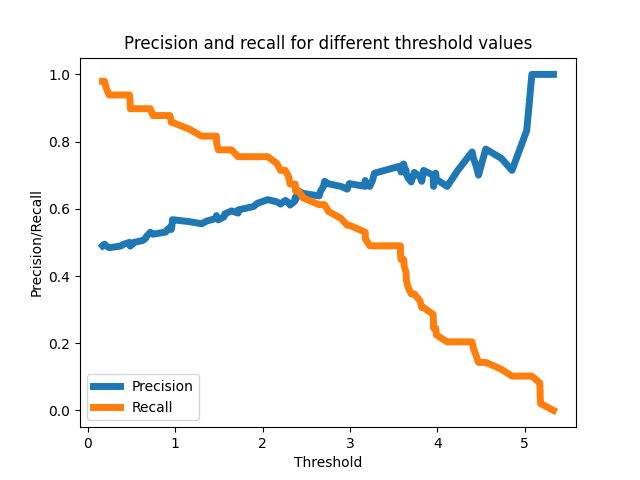 Precision and recall for different threshold values
Precision/Recall
1.0
0.8
0.6
0.4
0.2
0.0
Precision
Recall
0 1 2 3 4 5
Threshold